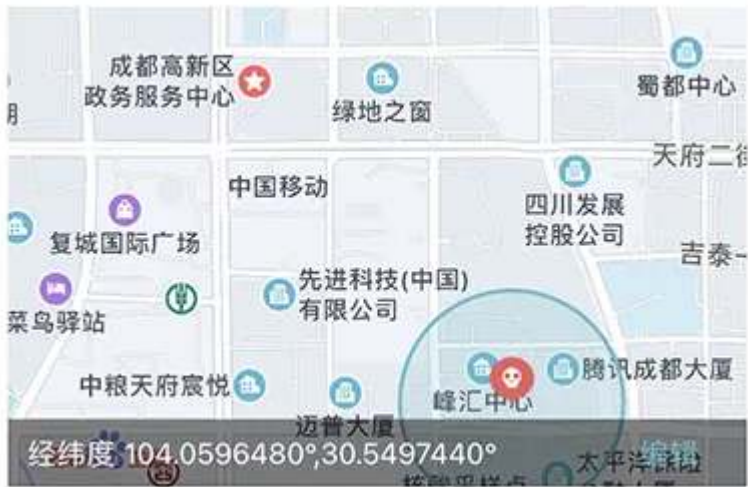 成都高新区
政务服务中心
绿地之窗
蜀都中心
天府二街
中国移动
四川发展
控股公司
复城国际广场
吉泰
先进科技(中国)
有限公司
菜鸟驿站
中粮天府宸悦
峰汇中心
腾讯成都大厦
迈普大厦
经纬度 104.0596480°,30.5497440°
编辑
太平洋保险